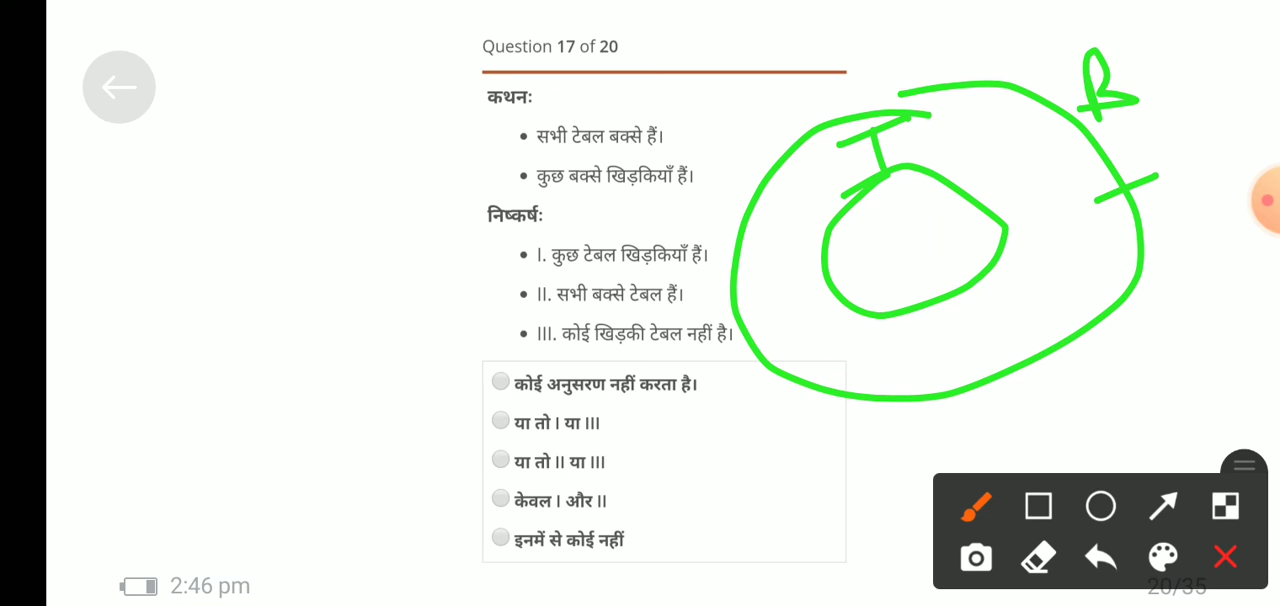 Question 17 of 20
कथनः
• सभी टेबल बक्से हैं।
• कुछ बक्से खिड़कियाँ हैं।
निष्कर्षः
• I. कुछ टेबल खिड़कियाँ हैं।
• II. सभी बक्से टेबल हैं।
• III. कोई खिड़की टेबल नहीं है।
कोई अनुसरण नहीं करता है।
या तो I या III
या तो II या III
केवल I और II
इनमें से कोई नहीं
2:46 pm
20/35